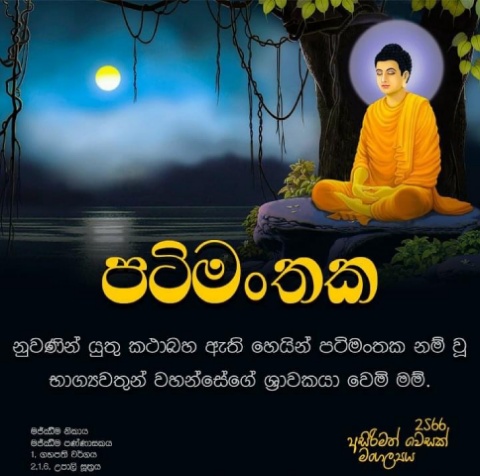 පටිමංතක
නුවණින් යුතු කථාබහ ඇති හෙයින් පටිමංතක නම් වූ
භාග්‍යවතුන් වහන්සේගේ ශ්‍රාවකයා වෙමි මම්.
මජ්ඣිම නිකාය
මජ්ඣිම පණ්ණාසකය
1. ගහපති වර්ගය
2.1.6. උපාලි සූත්‍රය
2566
අසිරිමත් වෙසක්
මංගල්‍යය